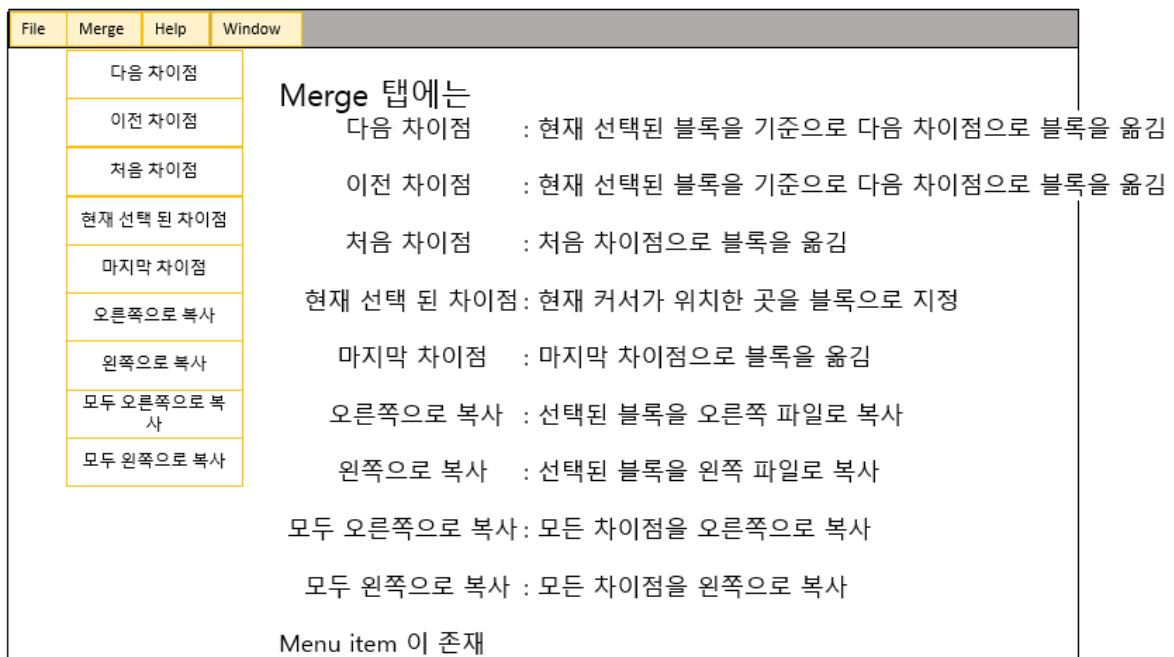 File Merge Help Window
다음 차이점
이전 차이점
처음 차이점
현재 선택 된 차이점
마지막 차이점
오른쪽으로 복사
왼쪽으로 복사
모두 오른쪽으로 복
사
모두 왼쪽으로 복사
Merge 탭에는
다음 차이점 : 현재 선택된 블록을 기준으로 다음 차이점으로 블록을 옮김
이전 차이점 : 현재 선택된 블록을 기준으로 다음 차이점으로 블록을 옮김
처음 차이점 : 처음 차이점으로 블록을 옮김
현재 선택 된 차이점 : 현재 커서가 위치한 곳을 블록으로 지정
마지막 차이점 : 마지막 차이점으로 블록을 옮김
오른쪽으로 복사 : 선택된 블록을 오른쪽 파일로 복사
왼쪽으로 복사 : 선택된 블록을 왼쪽 파일로 복사
모두 오른쪽으로 복사 : 모든 차이점을 오른쪽으로 복사
모두 왼쪽으로 복사 : 모든 차이점을 왼쪽으로 복사
Menu item 이 존재